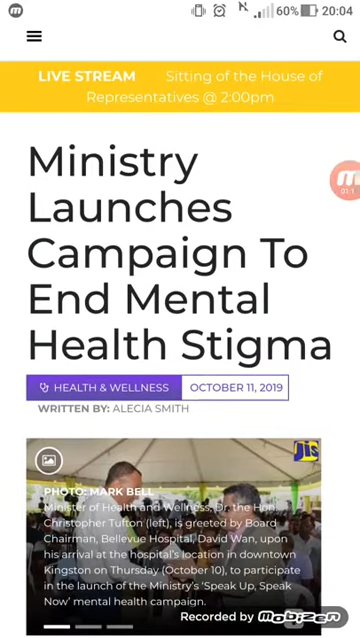 60% 20:04
LIVE STREAM Sitting of the House of
Representatives @ 2:00pm
Ministry
Launches
Campaign To
End Mental
Health Stigma
HEALTH & WELLNESS OCTOBER 11, 2019
WRITTEN BY: ALECIA SMITH
Jis
PHOTO: MARK BELL
Minister of Health and Wellness, Dr. the Hon.
Christopher Tufton (left), is greeted by Board
Chairman, Bellevue Hospital, David Wan, upon
his arrival at the hospital's location in downtown
Kingston on Thursday (October 10), to participate
in the launch of the Ministry's 'Speak Up, Speak
Now' mental health campaign.
Recorded by mobizen